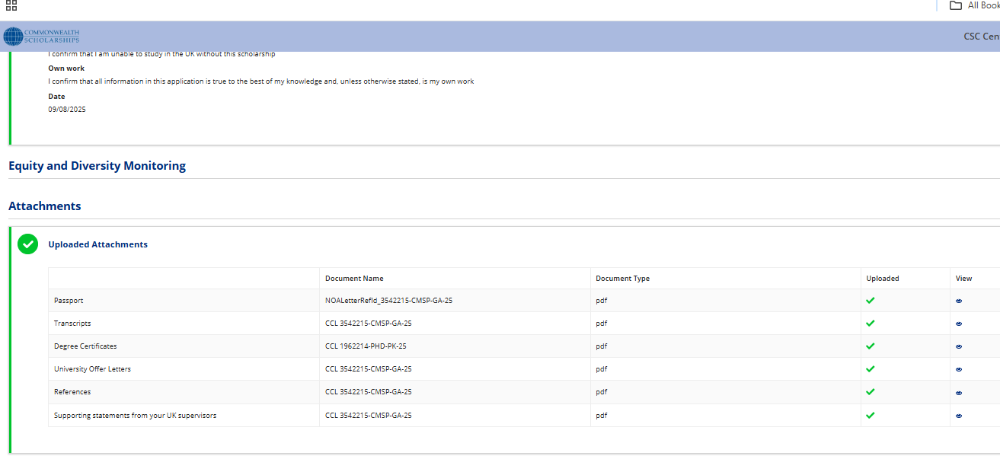 All Book
COMMONWEALTH
SCHOLARSHIPS
CSC Cen
I confirm that I am unable to study in the UK without this scholarship
Own work
I confirm that all information in this application is true to the best of my knowledge and, unless otherwise stated, is my own work
Date
09/08/2025
Equity and Diversity Monitoring
Attachments
Uploaded Attachments
Document Name Document Type Uploaded View
Passport NOALetterRefId_3542215-CMSP-GA-25 pdf
Transcripts CCL 3542215-CMSP-GA-25 pdf
Degree Certificates CCL 1962214-PHD-PK-25 pdf
University Offer Letters CCL 3542215-CMSP-GA-25 pdf
References CCL 3542215-CMSP-GA-25 pdf
Supporting statements from your UK supervisors CCL 3542215-CMSP-GA-25 pdf